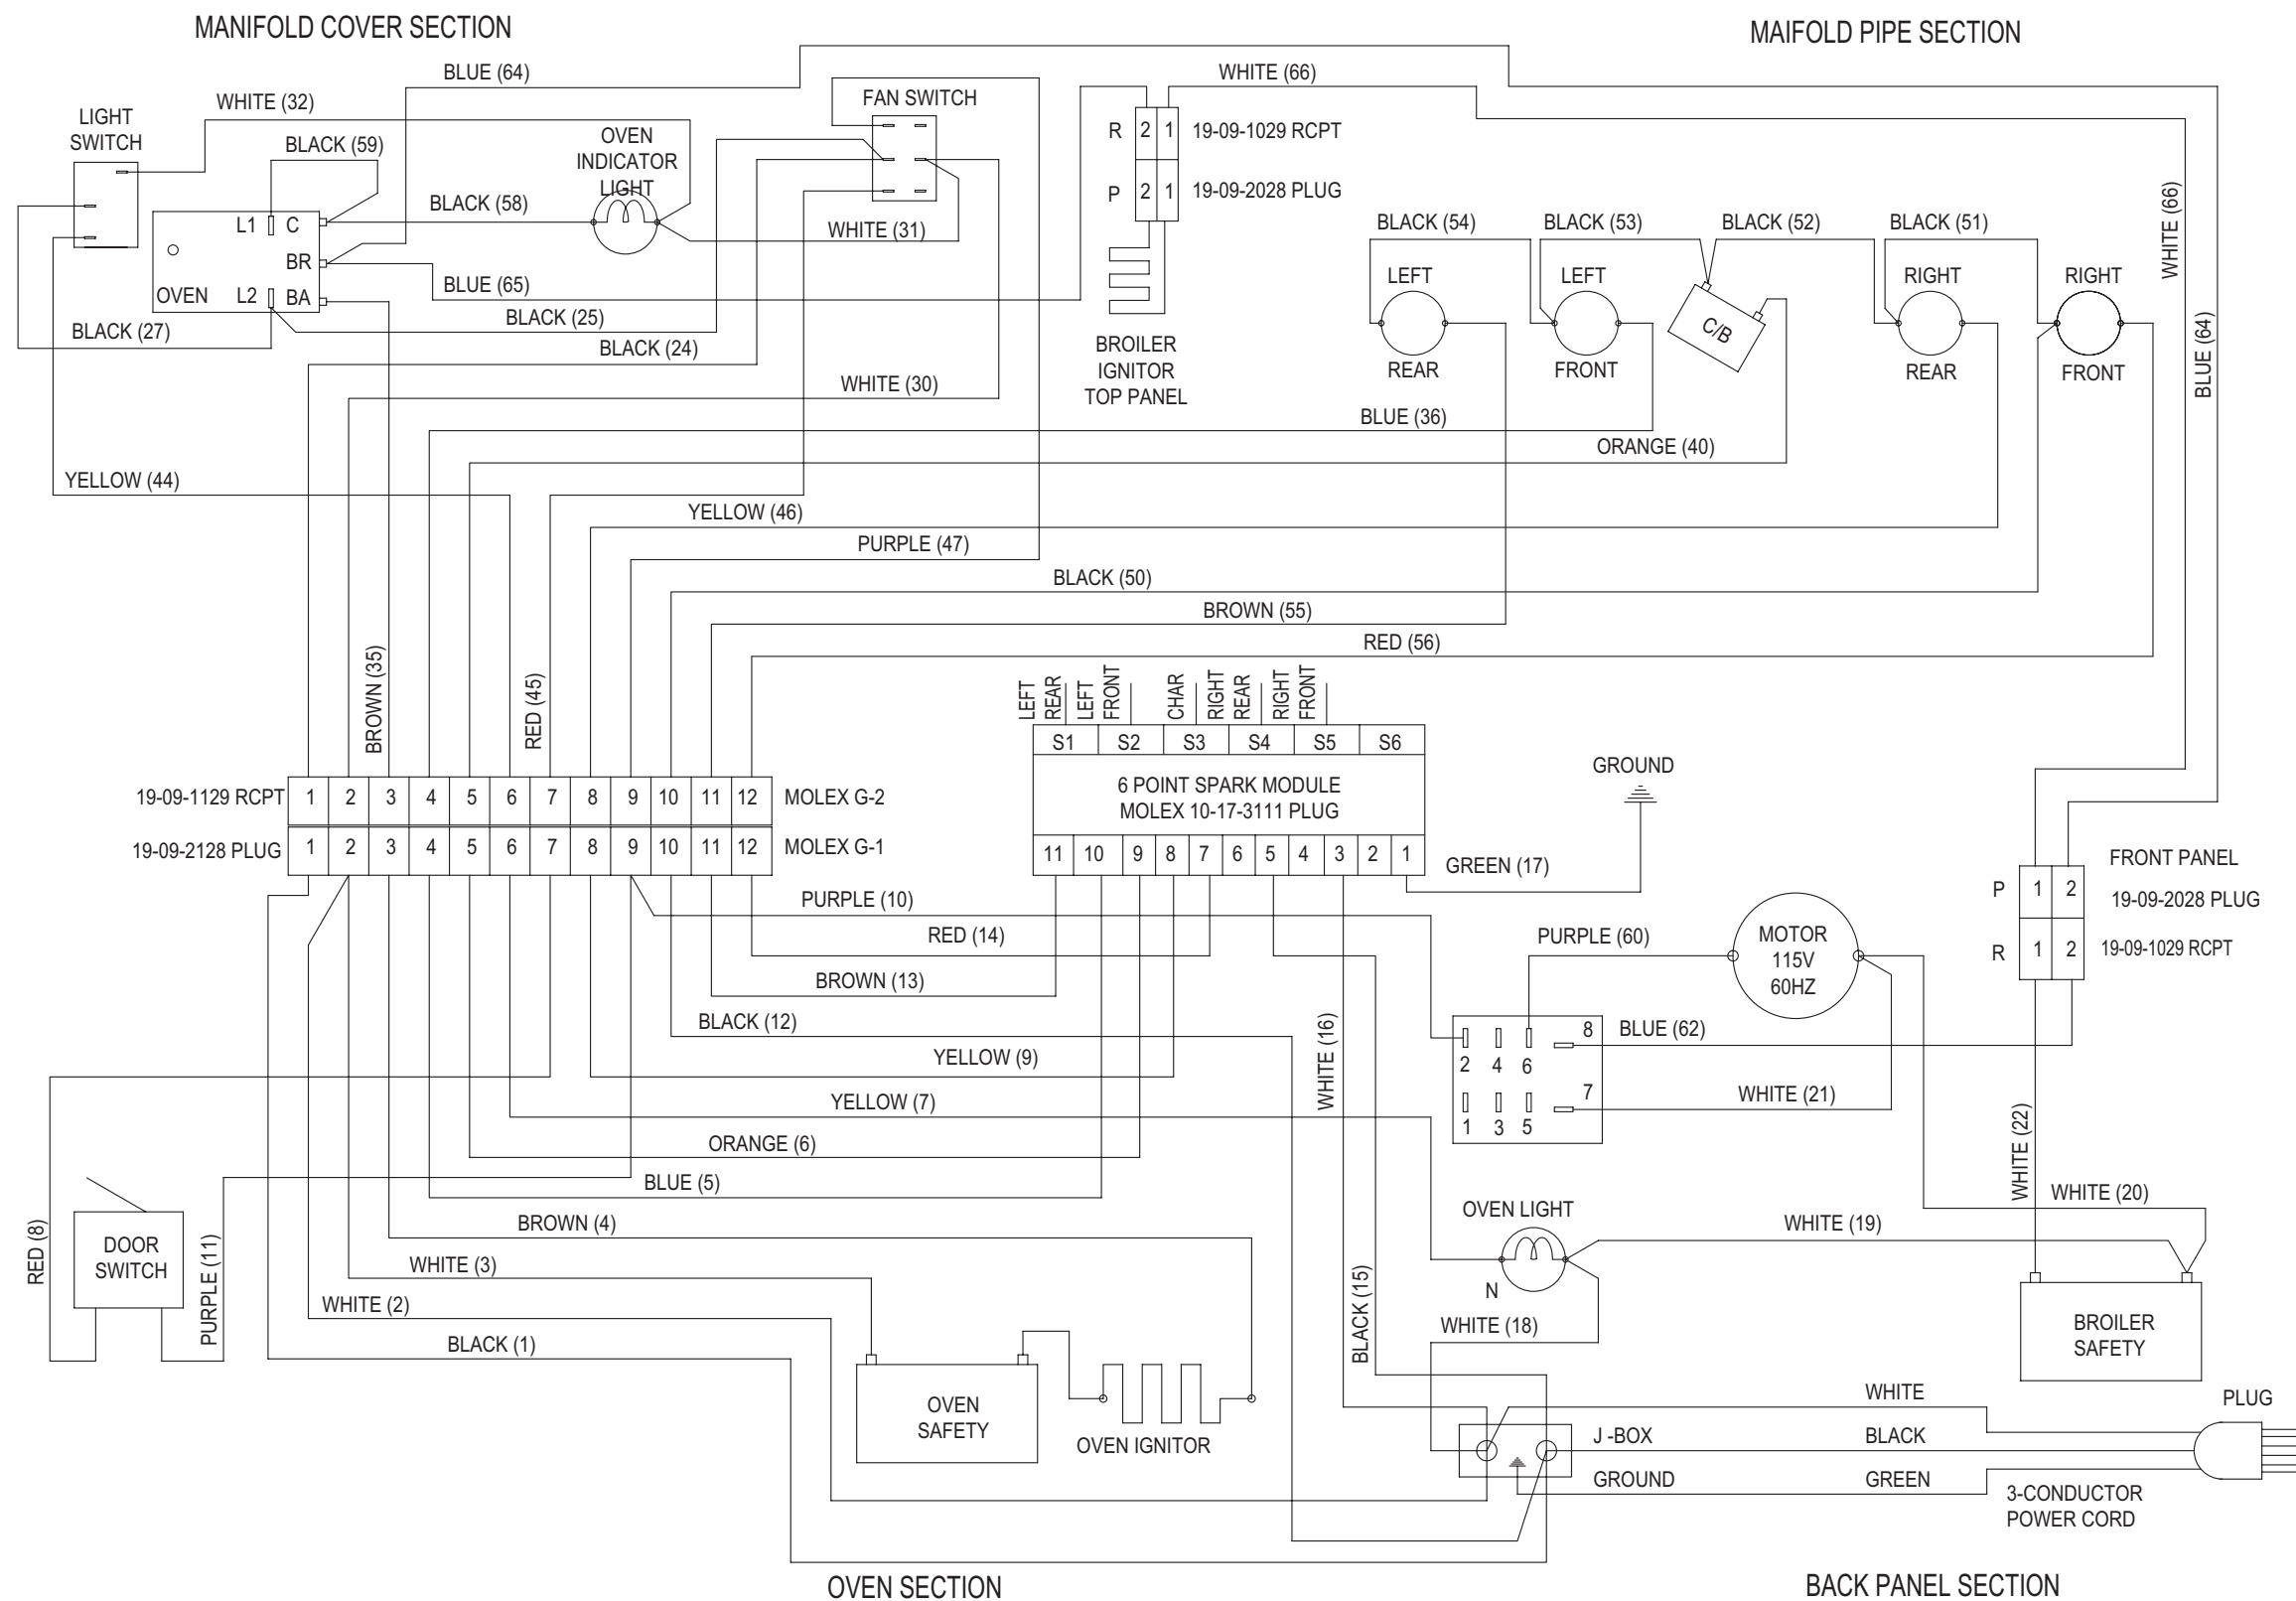 MANIFOLD COVER SECTION
MAIFOLD PIPE SECTION
BLUE (64)
WHITE (66)
WHITE (32)
FAN SWITCH
LIGHT
SWITCH
OVEN
INDICATOR
LIGHT
R 2 1 19-09-1029 RCPT
BLACK (59)
P 2 1 19-09-2028 PLUG
BLACK (58)
WHITE (31)
L1 C
BR
OVEN L2 BA
BLUE (65)
BLACK (25)
BLACK (27)
BLACK (24)
WHITE (30)
BROILER
IGNITOR
TOP PANEL
BLACK (54)
BLACK (53)
BLACK (52)
BLACK (51)
LEFT
REAR
LEFT
FRONT
C/B
RIGHT
REAR
RIGHT
FRONT
WHITE (66)
BLUE (64)
BLUE (36)
ORANGE (40)
YELLOW (44)
YELLOW (46)
PURPLE (47)
BLACK (50)
BROWN (55)
RED (56)
BROWN (35)
RED (45)
LEFT
REAR
LEFT
FRONT
CHAR
RIGHT
REAR
RIGHT
FRONT
S1 S2 S3 S4 S5 S6
6 POINT SPARK MODULE
MOLEX 10-17-3111 PLUG
11 10 9 8 7 6 5 4 3 2 1
GROUND
GREEN (17)
19-09-1129 RCPT 1 2 3 4 5 6 7 8 9 10 11 12 MOLEX G-2
19-09-2128 PLUG 1 2 3 4 5 6 7 8 9 10 11 12 MOLEX G-1
FRONT PANEL
P 1 2 19-09-2028 PLUG
R 1 2 19-09-1029 RCPT
PURPLE (10)
RED (14)
BROWN (13)
BLACK (12)
YELLOW (9)
YELLOW (7)
ORANGE (6)
BLUE (5)
BROWN (4)
WHITE (3)
WHITE (2)
BLACK (1)
PURPLE (60)
MOTOR
115V
60HZ
8
BLUE (62)
2 4 6
7
WHITE (21)
1 3 5
WHITE (16)
BLACK (15)
WHITE (22)
WHITE (20)
OVEN LIGHT
WHITE (19)
N
WHITE (18)
RED (8)
DOOR
SWITCH
PURPLE (11)
OVEN
SAFETY
OVEN IGNITOR
BROILER
SAFETY
WHITE
PLUG
J -BOX
BLACK
GROUND
GREEN
3-CONDUCTOR
POWER CORD
OVEN SECTION
BACK PANEL SECTION